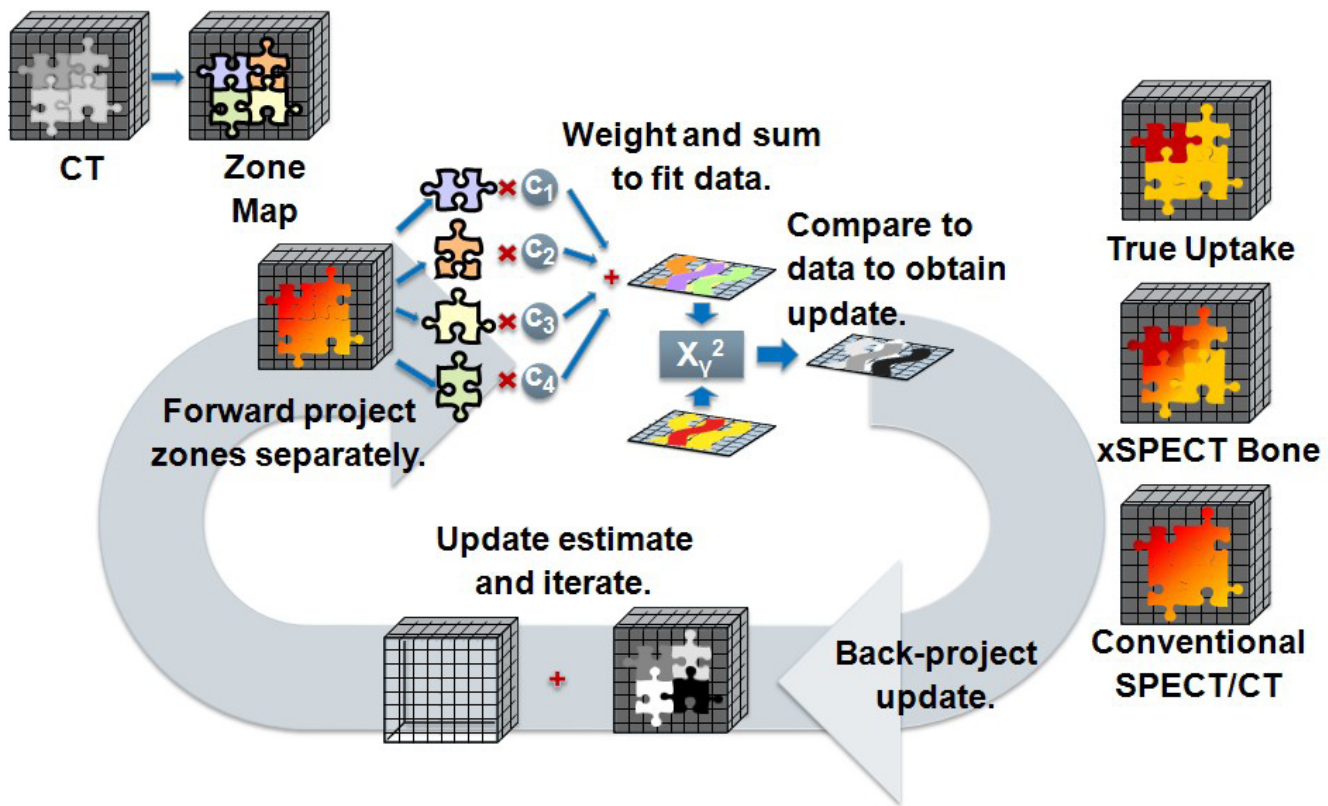 CT
Zone
Map
Weight and sum
to fit data.
× C1
× C2
× C3
× C4
+
Compare to
data to obtain
update.
Xγ²
Forward project
zones separately.
Update estimate
and iterate.
+
Back-project
update.
True Uptake
xSPECT Bone
Conventional
SPECT/CT